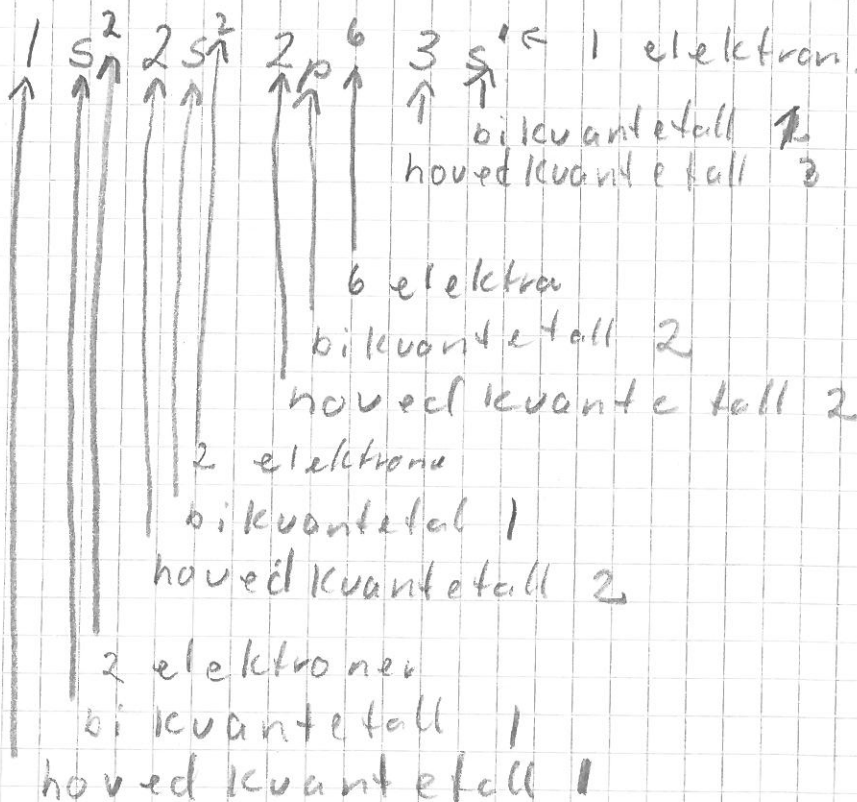 1 s² 2 s² 2 p⁶ 3 s¹ ← 1 elektron.
bikvantetall 1
hovedkvantetall 3
6 elektro
bikvantetall 2
hovedkvantetall 2
2 elektrone
bikvantetal 1
hovedkvantetall 2
2 elektroner
bikvantetall 1
hovedkvantetall 1